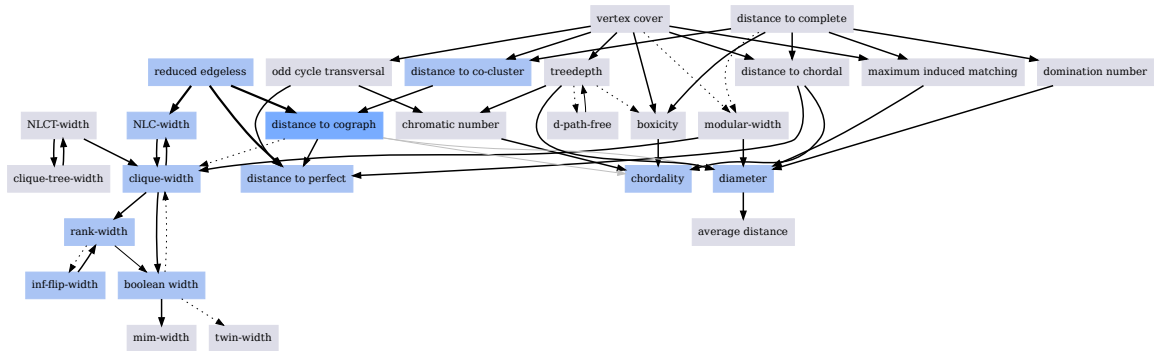 vertex cover
distance to complete
reduced edgeless
odd cycle transversal
distance to co-cluster
treedepth
distance to chordal
maximum induced matching
domination number
NLCT-width
NLC-width
distance to cograph
chromatic number
d-path-free
boxicity
modular-width
clique-tree-width
clique-width
distance to perfect
chordality
diameter
rank-width
average distance
inf-flip-width
boolean width
mim-width
twin-width